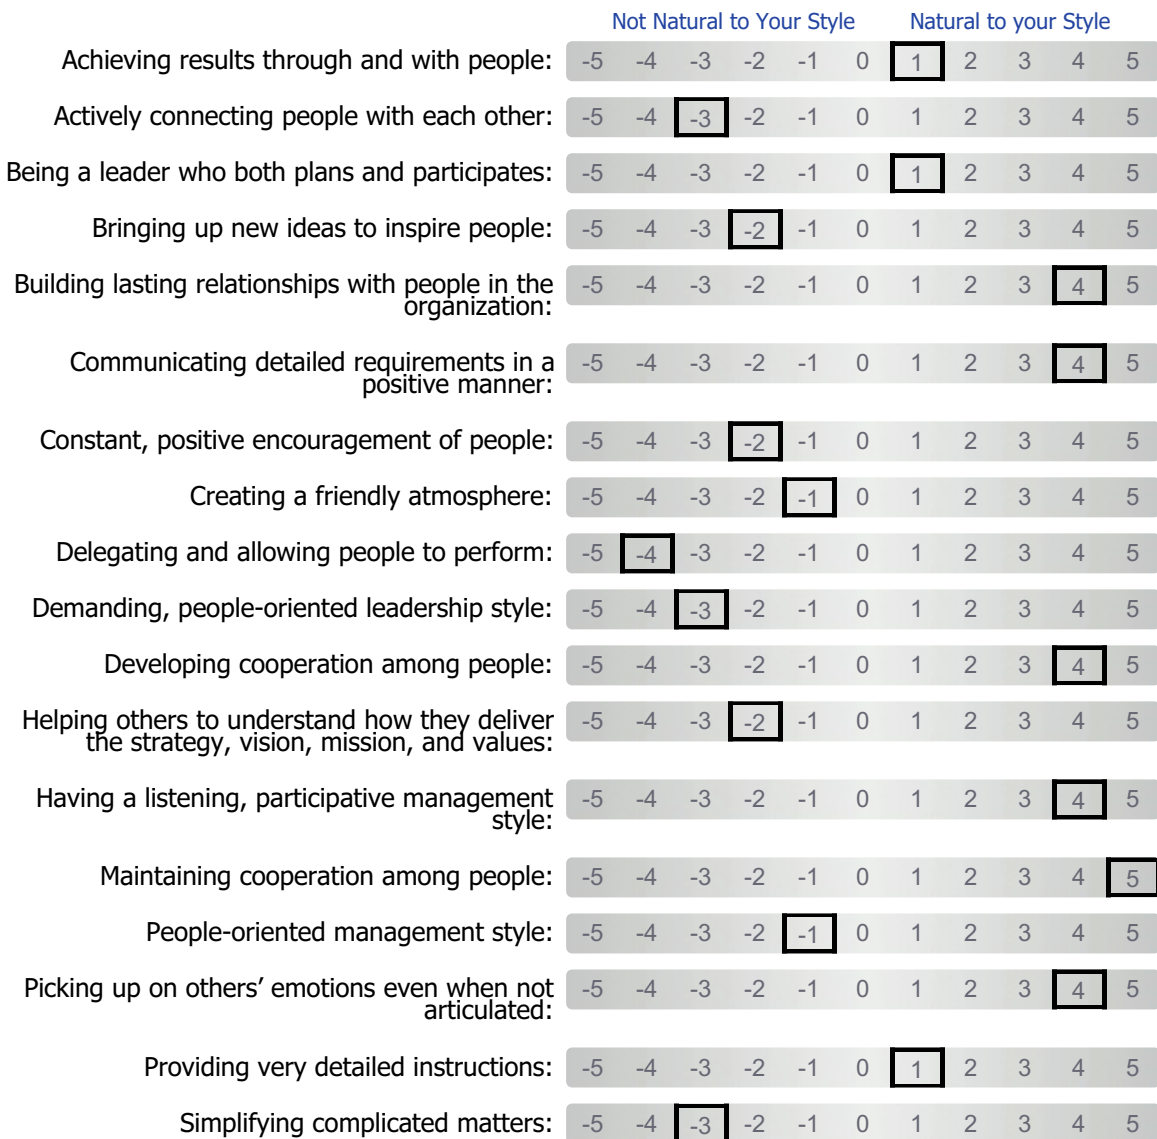 Not Natural to Your Style Natural to your Style
Achieving results through and with people: -5 -4 -3 -2 -1 0 1 2 3 4 5
Actively connecting people with each other: -5 -4 -3 -2 -1 0 1 2 3 4 5
Being a leader who both plans and participates: -5 -4 -3 -2 -1 0 1 2 3 4 5
Bringing up new ideas to inspire people: -5 -4 -3 -2 -1 0 1 2 3 4 5
Building lasting relationships with people in the
organization: -5 -4 -3 -2 -1 0 1 2 3 4 5
Communicating detailed requirements in a
positive manner: -5 -4 -3 -2 -1 0 1 2 3 4 5
Constant, positive encouragement of people: -5 -4 -3 -2 -1 0 1 2 3 4 5
Creating a friendly atmosphere: -5 -4 -3 -2 -1 0 1 2 3 4 5
Delegating and allowing people to perform: -5 -4 -3 -2 -1 0 1 2 3 4 5
Demanding, people-oriented leadership style: -5 -4 -3 -2 -1 0 1 2 3 4 5
Developing cooperation among people: -5 -4 -3 -2 -1 0 1 2 3 4 5
Helping others to understand how they deliver
the strategy, vision, mission, and values: -5 -4 -3 -2 -1 0 1 2 3 4 5
Having a listening, participative management
style: -5 -4 -3 -2 -1 0 1 2 3 4 5
Maintaining cooperation among people: -5 -4 -3 -2 -1 0 1 2 3 4 5
People-oriented management style: -5 -4 -3 -2 -1 0 1 2 3 4 5
Picking up on others’ emotions even when not
articulated: -5 -4 -3 -2 -1 0 1 2 3 4 5
Providing very detailed instructions: -5 -4 -3 -2 -1 0 1 2 3 4 5
Simplifying complicated matters: -5 -4 -3 -2 -1 0 1 2 3 4 5